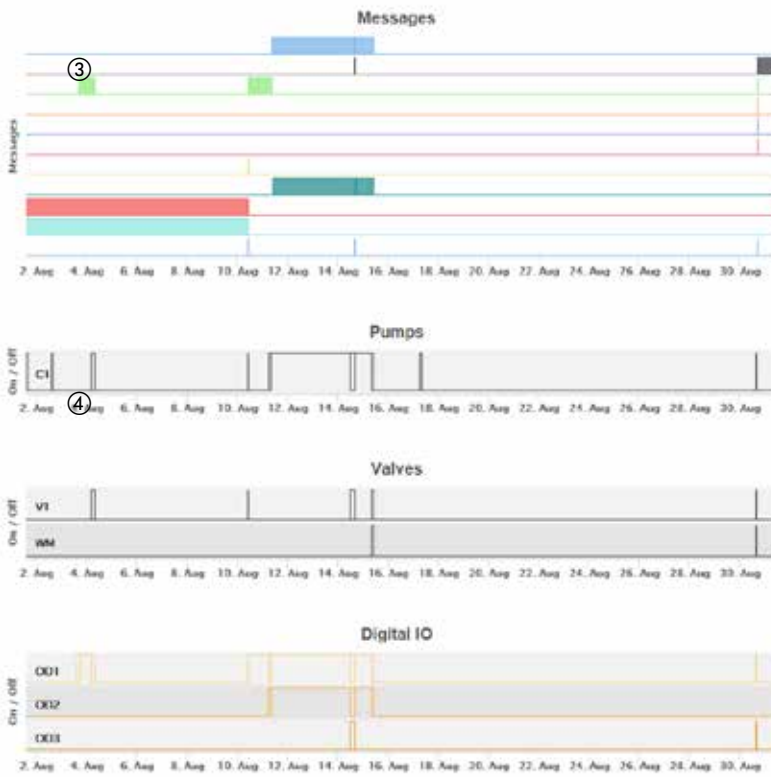 Messages
③
Messages
2. Aug 4. Aug 6. Aug 8. Aug 10. Aug 12. Aug 14. Aug 16. Aug 18. Aug 20. Aug 22. Aug 24. Aug 26. Aug 28. Aug 30. Aug
Pumps
On / Off
C1
2. Aug ④ Aug 6. Aug 8. Aug 10. Aug 12. Aug 14. Aug 16. Aug 18. Aug 20. Aug 22. Aug 24. Aug 26. Aug 28. Aug 30. Aug
Valves
On / Off
V1
WM
2. Aug 4. Aug 6. Aug 8. Aug 10. Aug 12. Aug 14. Aug 16. Aug 18. Aug 20. Aug 22. Aug 24. Aug 26. Aug 28. Aug 30. Aug
Digital IO
On / Off
OO1
OO2
OO3
2. Aug 4. Aug 6. Aug 8. Aug 10. Aug 12. Aug 14. Aug 16. Aug 18. Aug 20. Aug 22. Aug 24. Aug 26. Aug 28. Aug 30. Aug